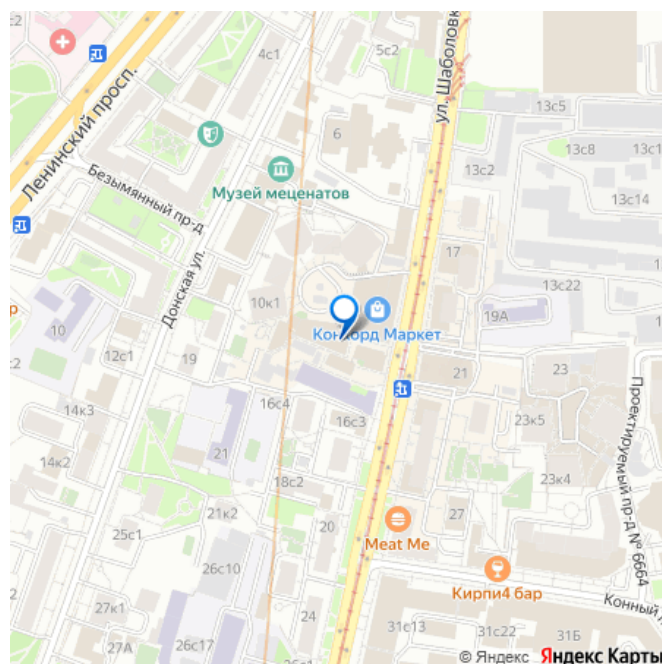 4с1
5с2
ул. Шаболовк
13с5
Ленинский просп.
6
13с8
13с1
13с2
Безымянный пр-д
Музей меценатов
13с14
17
13с22
Донская ул.
10к1
19А
10
Конкорд Маркет
12с1
19
21
23
14к3
16с4
16с3
23к5
Проектируемый пр-д № 6664
14к2
21
18с2
23к4
21к2
20
27
25с1
Meat Me
26с10
Кирпи4 бар
27к1
24
Конный п
31с13
31с22
31Б
27А
26с17
© Яндекс Яндекс Карты